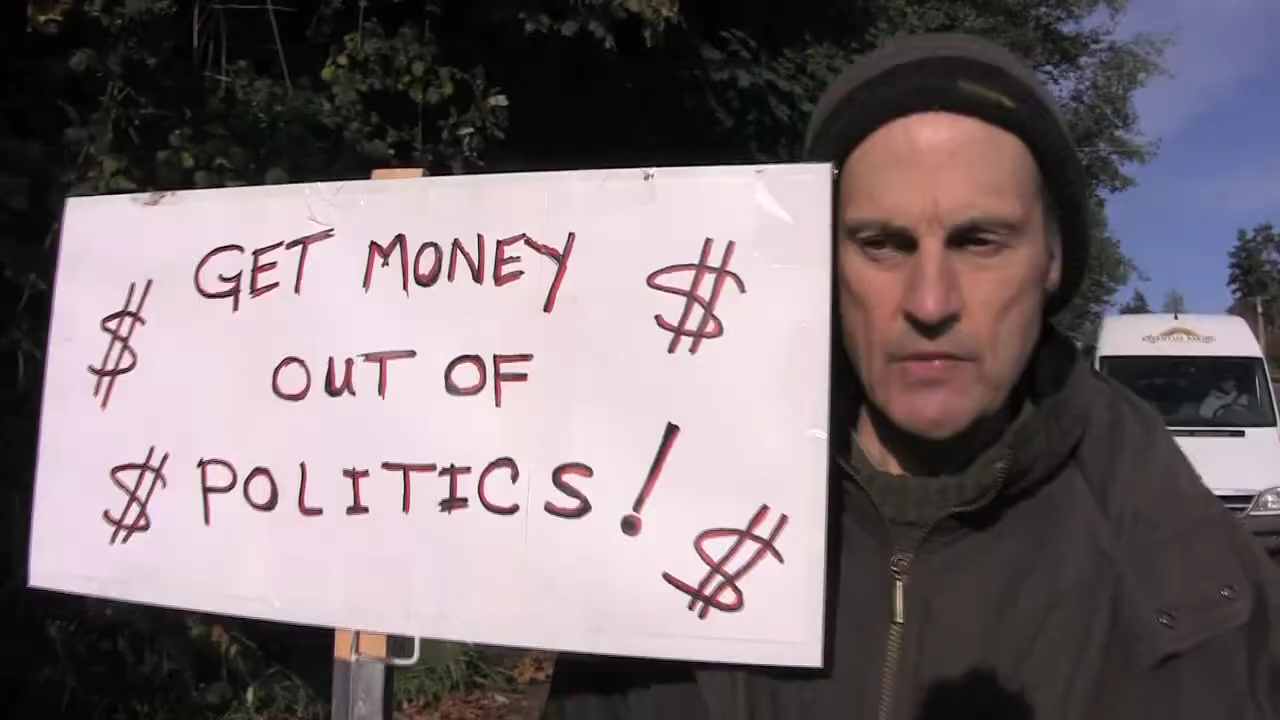 GET MONEY $
$ OUT OF
$ POLITICS!
$